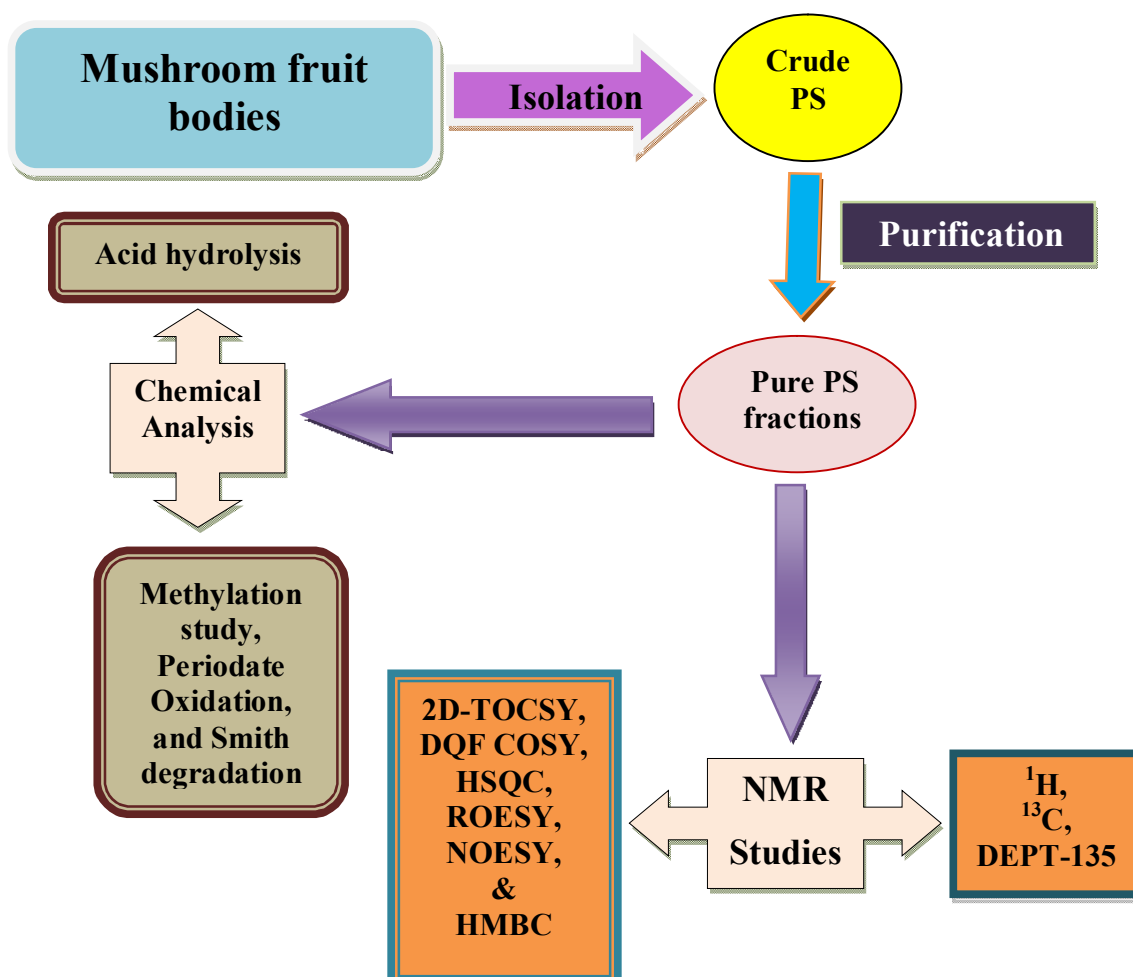 Mushroom fruit
bodies
Isolation
Crude
PS
Purification
Acid hydrolysis
Chemical
Analysis
Pure PS
fractions
Methylation
study,
Periodate
Oxidation,
and Smith
degradation
2D-TOCSY,
DQF COSY,
HSQC,
ROESY,
NOESY,
&
HMBC
NMR
Studies
¹H,
¹³C,
DEPT-135